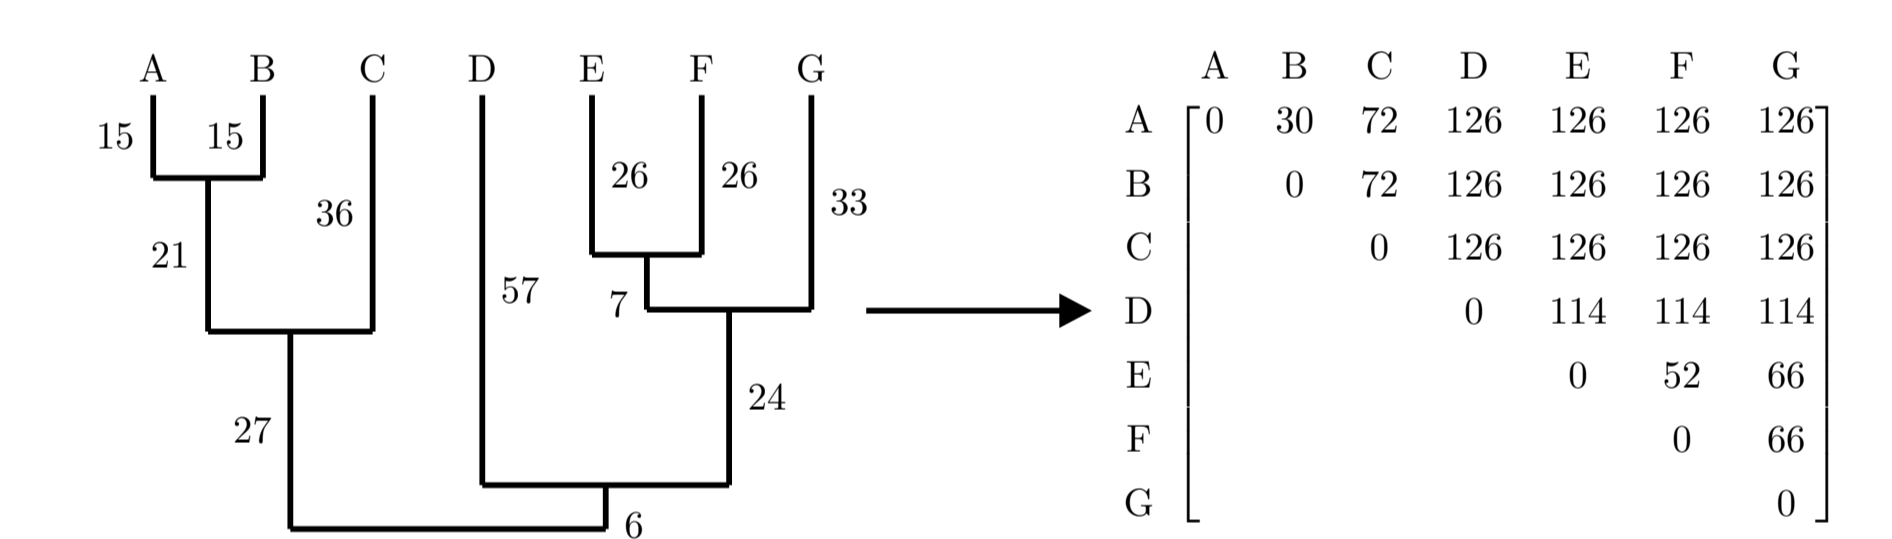 A B C D E F G
15 15 26 26
36 33
21 57 7
27 24
6
A B C D E F G
A 0 30 72 126 126 126 126
B 0 72 126 126 126 126
C 0 126 126 126 126
D 0 114 114 114
E 0 52 66
F 0 66
G 0